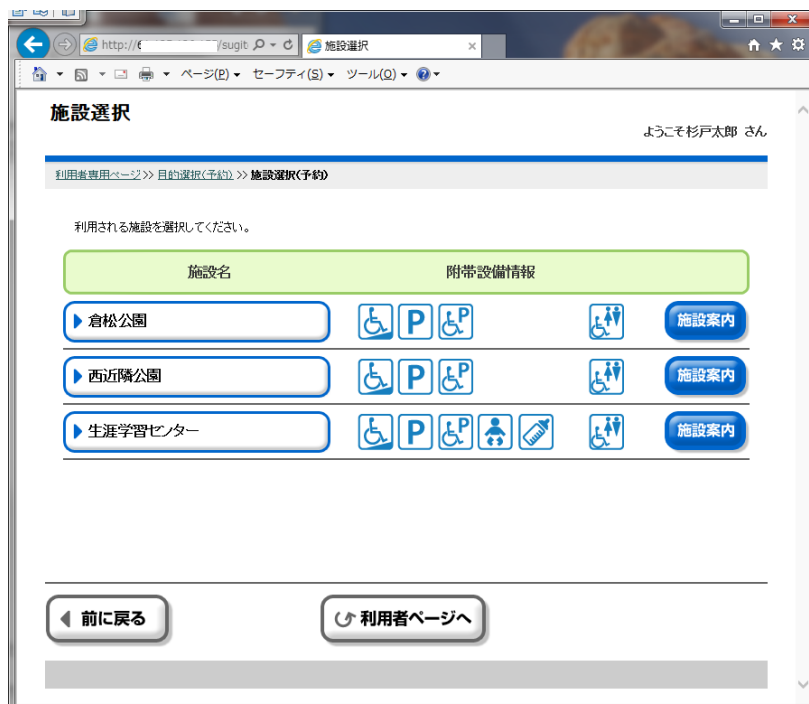 http://6 /sugit
施設選択
ページ(P) セーフティ(S) ツール(O)
施設選択
ようこそ杉戸太郎 さん
利用者専用ページ>> 目的選択(予約) >> 施設選択(予約)
利用される施設を選択してください。
施設名 附帯設備情報
倉松公園 P P 施設案内
西近隣公園 P P 施設案内
生涯学習センター P P 施設案内
前に戻る 利用者ページへ